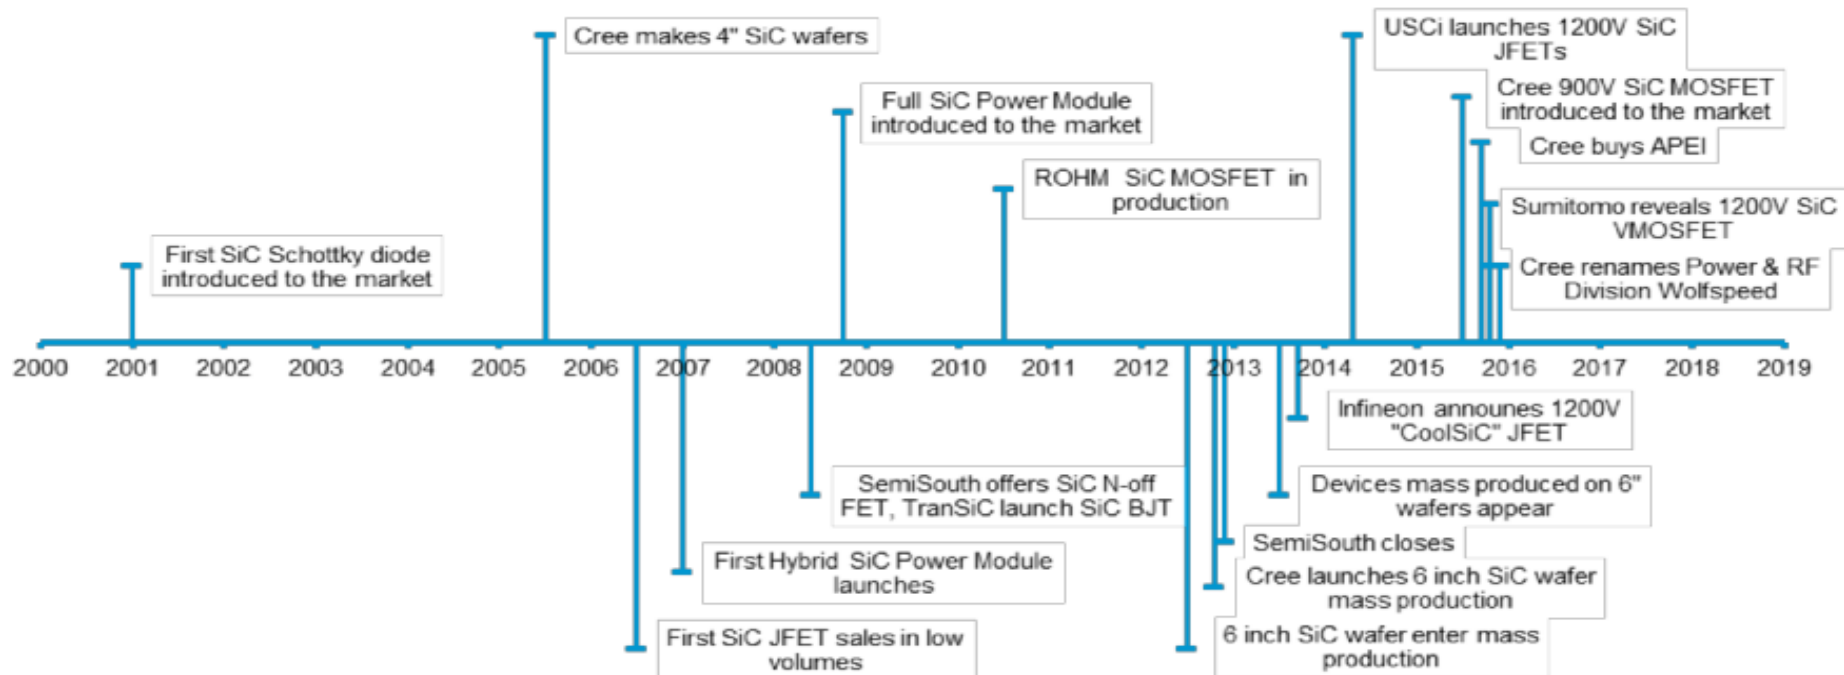 Cree makes 4" SiC wafers
USCi launches 1200V SiC
JFETs
Full SiC Power Module
introduced to the market
Cree 900V SiC MOSFET
introduced to the market
Cree buys APEI
ROHM SiC MOSFET in
production
Sumitomo reveals 1200V SiC
VMOSFET
First SiC Schottky diode
introduced to the market
Cree renames Power & RF
Division Wolfspeed
2000 2001 2002 2003 2004 2005 2006 2007 2008 2009 2010 2011 2012 2013 2014 2015 2016 2017 2018 2019
Infineon announes 1200V
"CoolSiC" JFET
SemiSouth offers SiC N-off
FET, TranSiC launch SiC BJT
Devices mass produced on 6"
wafers appear
SemiSouth closes
First Hybrid SiC Power Module
launches
Cree launches 6 inch SiC wafer
mass production
First SiC JFET sales in low
volumes
6 inch SiC wafer enter mass
production